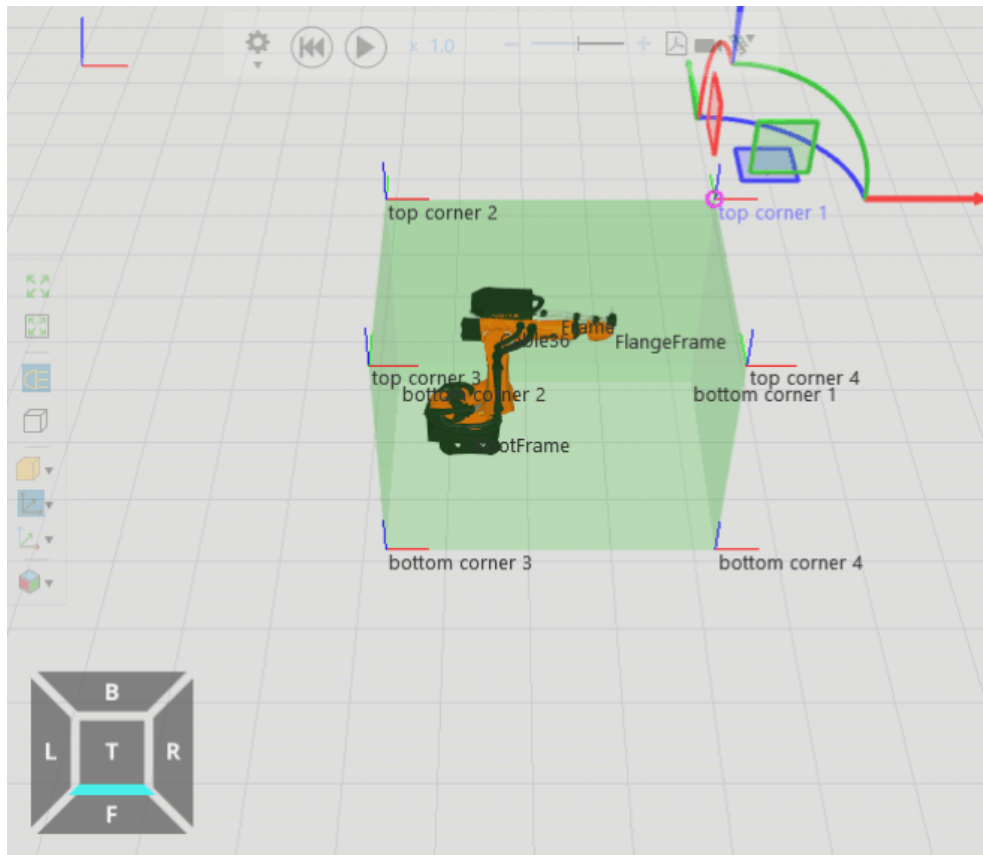 x 1.0
top corner 2
top corner 1
Frame
FlangeFrame
top corner 3
top corner 4
bottom corner 2
bottom corner 1
bottom corner 3
bottom corner 4
B
L T R
F